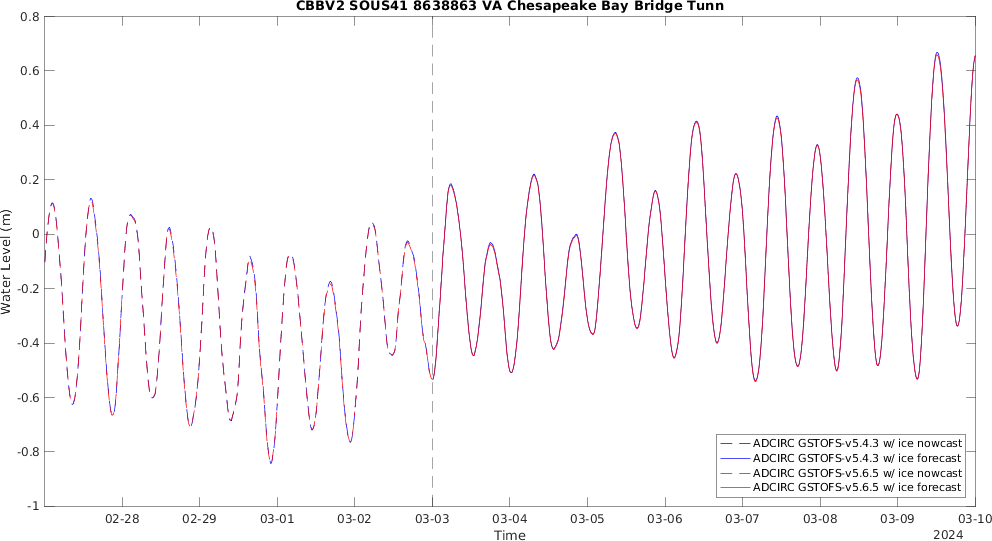 CBBV2 SOUS41 8638863 VA Chesapeake Bay Bridge Tunn
0.8
0.6
0.4
0.2
0
-0.2
-0.4
-0.6
-0.8
-1
Water Level (m)
ADCIRC GSTOFS-v5.4.3 w/ ice nowcast
ADCIRC GSTOFS-v5.4.3 w/ ice forecast
ADCIRC GSTOFS-v5.6.5 w/ ice nowcast
ADCIRC GSTOFS-v5.6.5 w/ ice forecast
02-28 02-29 03-01 03-02 03-03 03-04 03-05 03-06 03-07 03-08 03-09 03-10
Time
2024